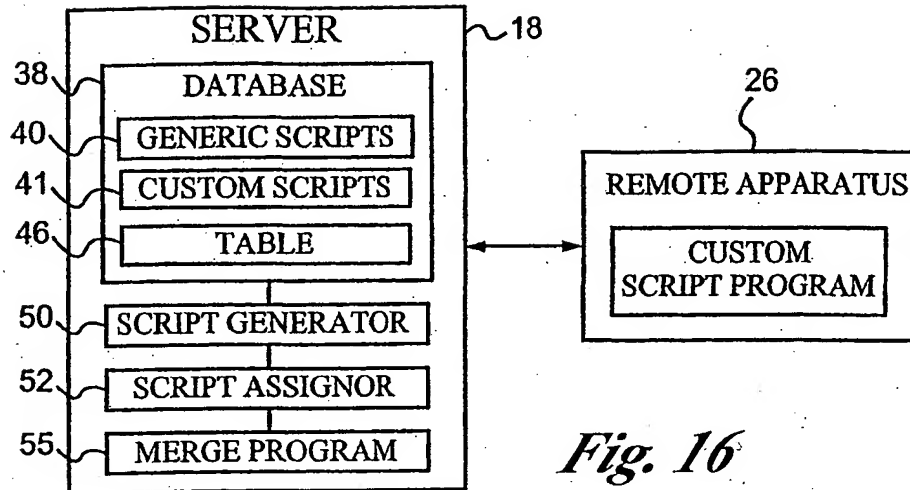 SERVER
18
38
DATABASE
40
GENERIC SCRIPTS
41
CUSTOM SCRIPTS
46
TABLE
50
SCRIPT GENERATOR
52
SCRIPT ASSIGNOR
55
MERGE PROGRAM
26
REMOTE APPARATUS
CUSTOM
SCRIPT PROGRAM
Fig. 16